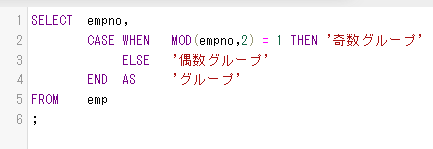 1 SELECT empno,
2 CASE WHEN MOD(empno,2) = 1 THEN '奇数グループ'
3 ELSE '偶数グループ'
4 END AS 'グループ'
5 FROM emp
6 ;